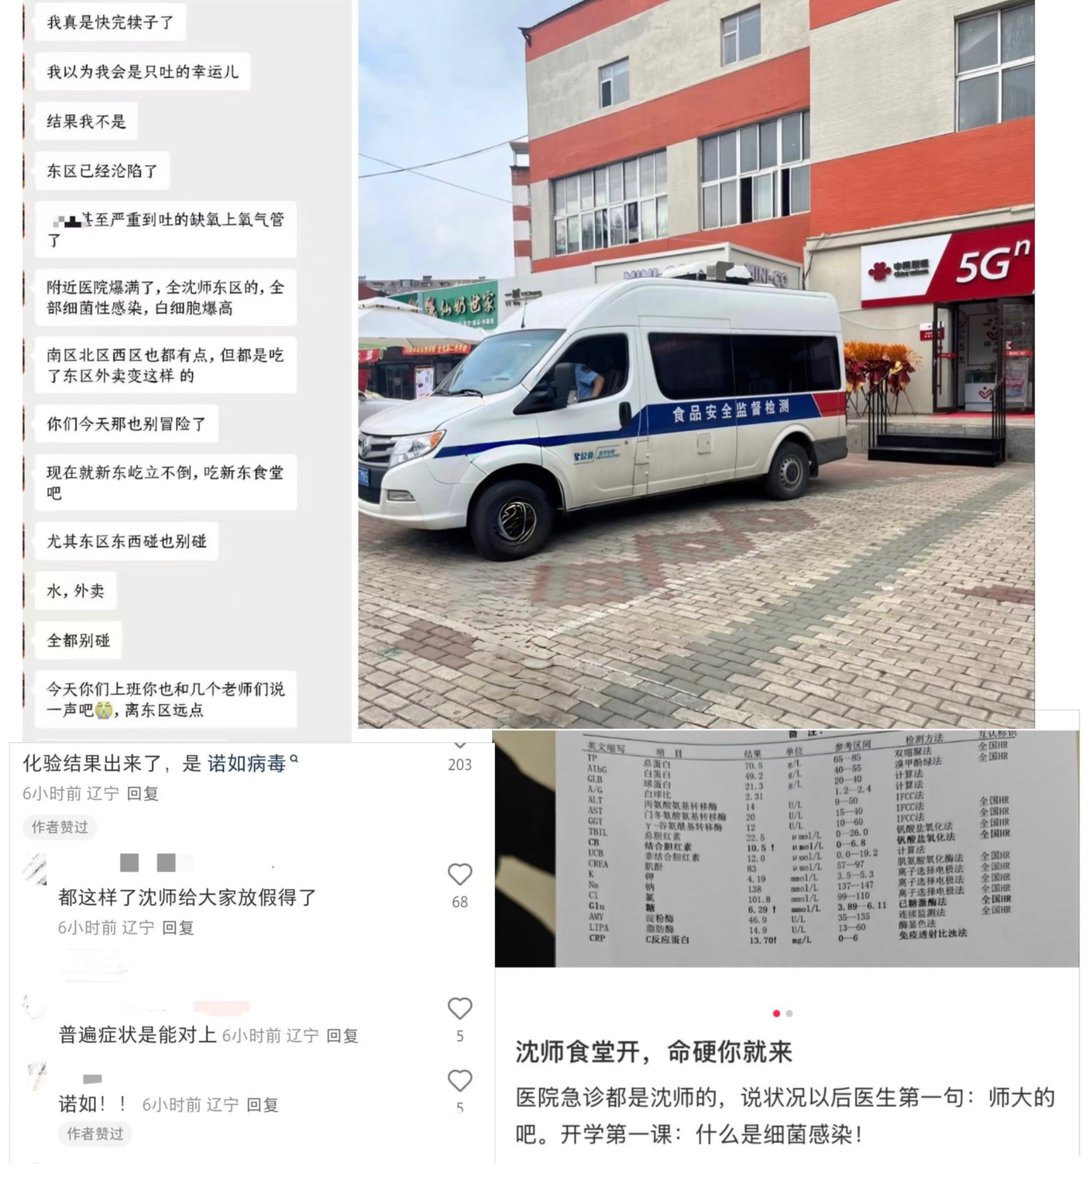 我真是快完犊子了
我以为我会是只吐的幸运儿
结果我不是
东区已经沦陷了
甚至严重到吐的缺氧上氧气管
了
附近医院爆满了，全沈师东区的，全
部细菌性感染，白细胞爆高
南区北区西区也都有点，但都是吃
了东区外卖变这样 的
你们今天那也别冒险了
现在就新东屹立不倒，吃新东食堂
吧
尤其东区东西碰也别碰
水，外卖
全都别碰
今天你们上班你也和几个老师们说
一声吧😭，离东区远点
仙奶世家
MINI-SO
中国联通
China unicom
5Gⁿ
食品安全监督检测
化验结果出来了，是 诺如病毒
203
6小时前 辽宁 回复
作者赞过
都这样了沈师给大家放假得了
68
6小时前 辽宁 回复
普遍症状是能对上 6小时前 辽宁 回复
5
诺如！！ 6小时前 辽宁 回复
5
作者赞过
备 注：
英文缩写 项 目 结果 单位 参考区间 检测方法 互认标识
TP 总蛋白 70.5 g/L 65--85 双缩脲法 全国HR
AlbG 白蛋白 49.2 g/L 40--55 溴甲酚绿法 全国HR
GLB 球蛋白 21.3 g/L 20--40 计算法
A/G 白球比 2.31 1.2--2.4 计算法
ALT 丙氨酸氨基转移酶 14 U/L 9--50 IFCC法 全国HR
AST 门冬氨酸氨基转移酶 20 U/L 15--40 IFCC法 全国HR
GGT γ-谷氨酰基转移酶 12 U/L 10--60 IFCC法 全国HR
TBIL 总胆红素 22.5 μmol/L 0--26.0 钒酸盐氧化法 全国HR
CB 结合胆红素 10.5 ↑ μmol/L 0--6.8 钒酸盐氧化法
UCB 非结合胆红素 12.0 μmol/L 0.0--19.2 计算法
CREA 肌酐 83 μmol/L 57--97 肌氨酸氧化酶法 全国HR
K 钾 4.19 mmol/L 3.5--5.3 离子选择电极法 全国HR
Na 钠 138 mmol/L 137--147 离子选择电极法 全国HR
Cl 氯 101.8 mmol/L 99--110 离子选择电极法 全国HR
Glu 糖 6.29 ↑ mmol/L 3.89--6.11 己糖激酶法 全国HR
AMY 淀粉酶 46.9 U/L 35--135 连续监测法 全国HR
LIPA 脂肪酶 14.9 U/L 13--60 酶显色法
CRP C反应蛋白 13.70↑ mg/L 0--6 免疫透射比浊法
沈师食堂开，命硬你就来
医院急诊都是沈师的，说状况以后医生第一句：师大的
吧。开学第一课：什么是细菌感染！